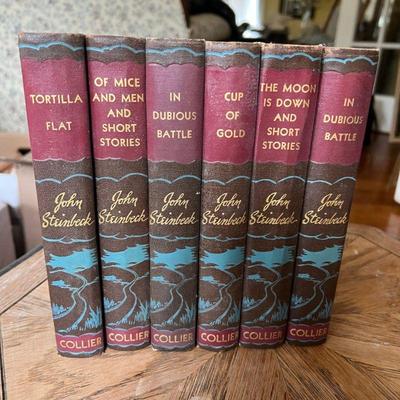 TORTILLA
FLAT
John
Steinbeck
COLLIER
OF MICE
AND MEN
AND
SHORT
STORIES
John
Steinbeck
COLLIER
IN
DUBIOUS
BATTLE
John
Steinbeck
COLLIER
CUP
OF
GOLD
John
Steinbeck
COLLIER
THE MOON
IS DOWN
AND
SHORT
STORIES
John
Steinbeck
COLLIER
IN
DUBIOUS
BATTLE
John
Steinbeck
COLLIER